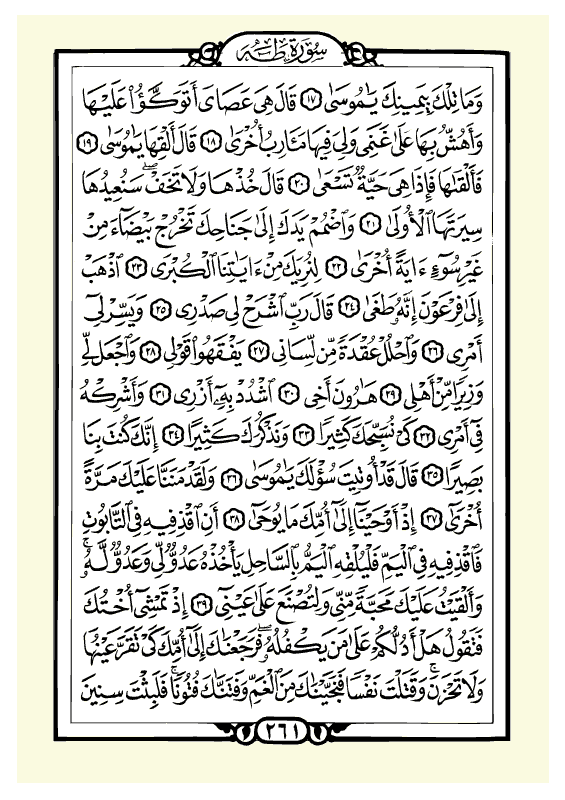 سُورَةُ طه
وَمَا تِلْكَ بِيَمِينِكَ يَٰمُوسَىٰ ١٧ قَالَ هِىَ عَصَاىَ أَتَوَكَّؤُا۟ عَلَيْهَا
وَأَهُشُّ بِهَا عَلَىٰ غَنَمِى وَلِىَ فِيهَا مَـَٔارِبُ أُخْرَىٰ ١٨ قَالَ أَلْقِهَا يَٰمُوسَىٰ ١٩
فَأَلْقَىٰهَا فَإِذَا هِىَ حَيَّةٌ تَسْعَىٰ ٢٠ قَالَ خُذْهَا وَلَا تَخَفْ ۖ سَنُعِيدُهَا
سِيرَتَهَا ٱلْأُولَىٰ ٢١ وَٱضْمُمْ يَدَكَ إِلَىٰ جَنَاحِكَ تَخْرُجْ بَيْضَآءَ مِنْ
غَيْرِ سُوٓءٍ ءَايَةً أُخْرَىٰ ٢٢ لِنُرِيَكَ مِنْ ءَايَٰتِنَا ٱلْكُبْرَى ٢٣ ٱذْهَبْ
إِلَىٰ فِرْعَوْنَ إِنَّهُۥ طَغَىٰ ٢٤ قَالَ رَبِّ ٱشْرَحْ لِى صَدْرِى ٢٥ وَيَسِّرْ لِىٓ
أَمْرِى ٢٦ وَٱحْلُلْ عُقْدَةً مِّن لِّسَانِى ٢٧ يَفْقَهُوا۟ قَوْلِى ٢٨ وَٱجْعَل لِّى
وَزِيرًا مِّنْ أَهْلِى ٢٩ هَٰرُونَ أَخِى ٣٠ ٱشْدُدْ بِهِۦٓ أَزْرِى ٣١ وَأَشْرِكْهُ
فِىٓ أَمْرِى ٣٢ كَىْ نُسَبِّحَكَ كَثِيرًا ٣٣ وَنَذْكُرَكَ كَثِيرًا ٣٤ إِنَّكَ كُنتَ بِنَا
بَصِيرًا ٣٥ قَالَ قَدْ أُوتِيتَ سُؤْلَكَ يَٰمُوسَىٰ ٣٦ وَلَقَدْ مَنَنَّا عَلَيْكَ مَرَّةً
أُخْرَىٰٓ ٣٧ إِذْ أَوْحَيْنَآ إِلَىٰٓ أُمِّكَ مَا يُوحَىٰٓ ٣٨ أَنِ ٱقْذِفِيهِ فِى ٱلتَّابُوتِ
فَٱقْذِفِيهِ فِى ٱلْيَمِّ فَلْيُلْقِهِ ٱلْيَمُّ بِٱلسَّاحِلِ يَأْخُذْهُ عَدُوٌّ لِّى وَعَدُوٌّ لَّهُۥ ۚ
وَأَلْقَيْتُ عَلَيْكَ مَحَبَّةً مِّنِّى وَلِتُصْنَعَ عَلَىٰ عَيْنِىٓ ٣٩ إِذْ تَمْشِىٓ أُخْتُكَ
فَتَقُولُ هَلْ أَدُلُّكُمْ عَلَىٰ مَن يَكْفُلُهُۥ ۖ فَرَجَعْنَٰكَ إِلَىٰٓ أُمِّكَ كَىْ تَقَرَّ عَيْنُهَا
وَلَا تَحْزَنَ ۚ وَقَتَلْتَ نَفْسًا فَنَجَّيْنَٰكَ مِنَ ٱلْغَمِّ وَفَتَنَّٰكَ فُتُونًا ۚ فَلَبِثْتَ سِنِينَ
٢٦١